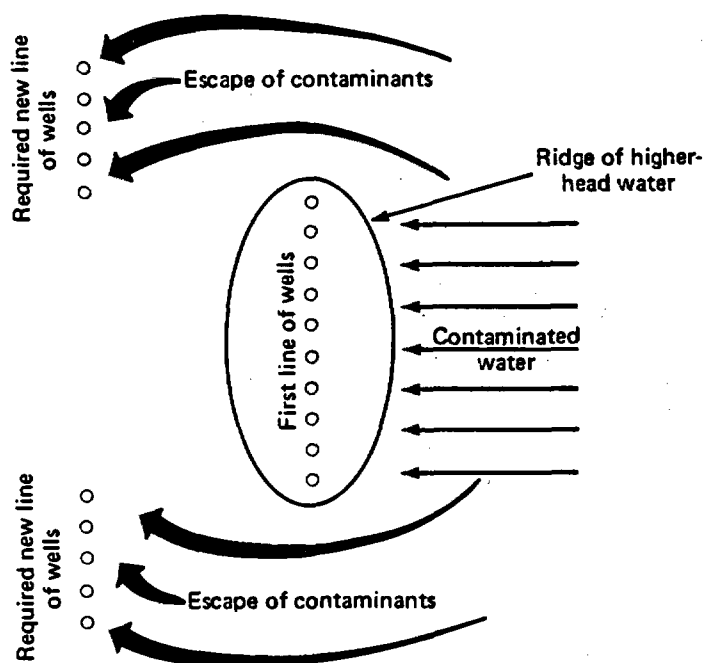 Required new line
of wells
Escape of contaminants
Ridge of higher-
head water
First line of wells
Contaminated
water
Required new line
of wells
Escape of contaminants